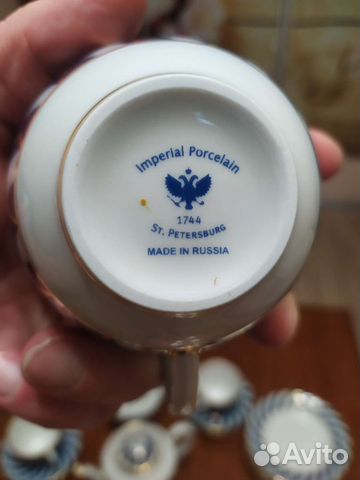 Imperial Porcelain
1744
ST. PETERSBURG
MADE IN RUSSIA
Avito